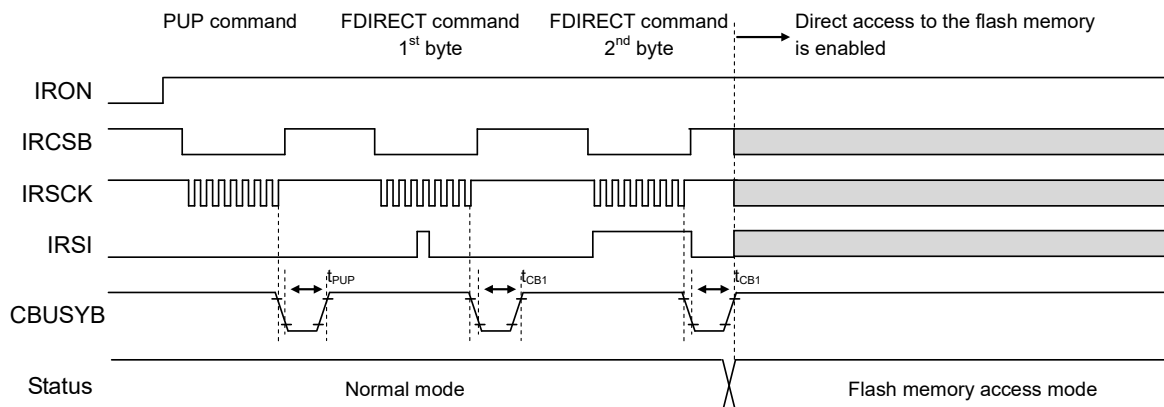 PUP command
FDIRECT command
1st byte
FDIRECT command
2nd byte
Direct access to the flash memory
is enabled
IRON
IRCSB
IRSCK
IRSI
tPUP
tCB1
tCB1
CBUSYB
Status
Normal mode
Flash memory access mode